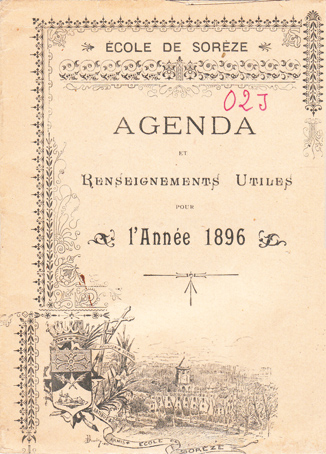 ÉCOLE DE SORÈZE
02J
AGENDA
ET
RENSEIGNEMENTS UTILES
POUR
l'Année 1896
ÉCOLE
SORÈZE